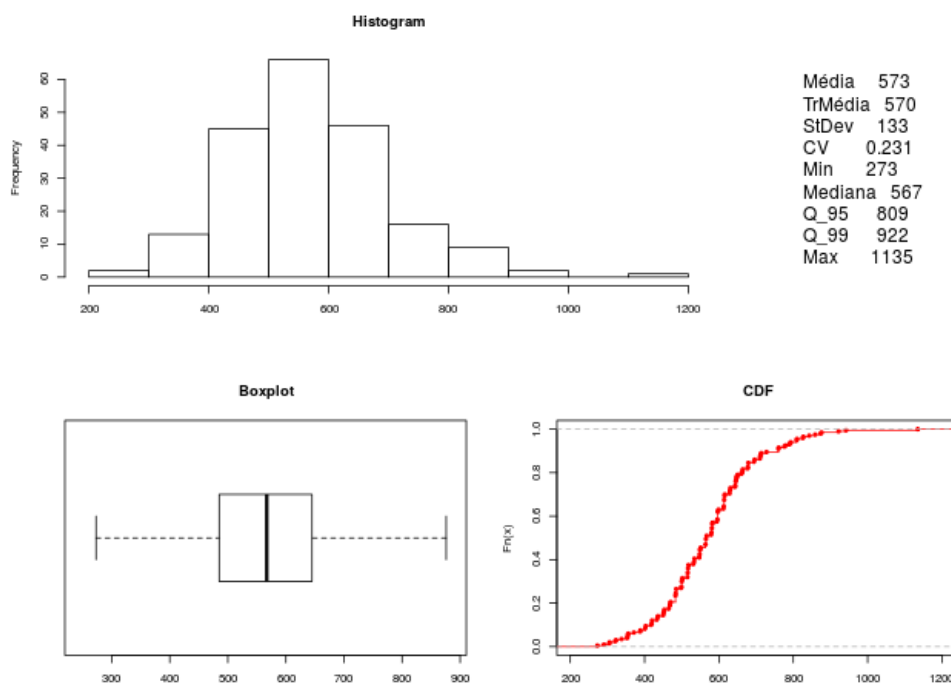 Histogram
Frequency
0 10 20 30 40 50 60
200 400 600 800 1000 1200
Média 573
TrMédia 570
StDev 133
CV 0.231
Min 273
Mediana 567
Q_95 809
Q_99 922
Max 1135
Boxplot
300 400 500 600 700 800 900
CDF
Fn(x)
0.0 0.2 0.4 0.6 0.8 1.0
200 400 600 800 1000 1200